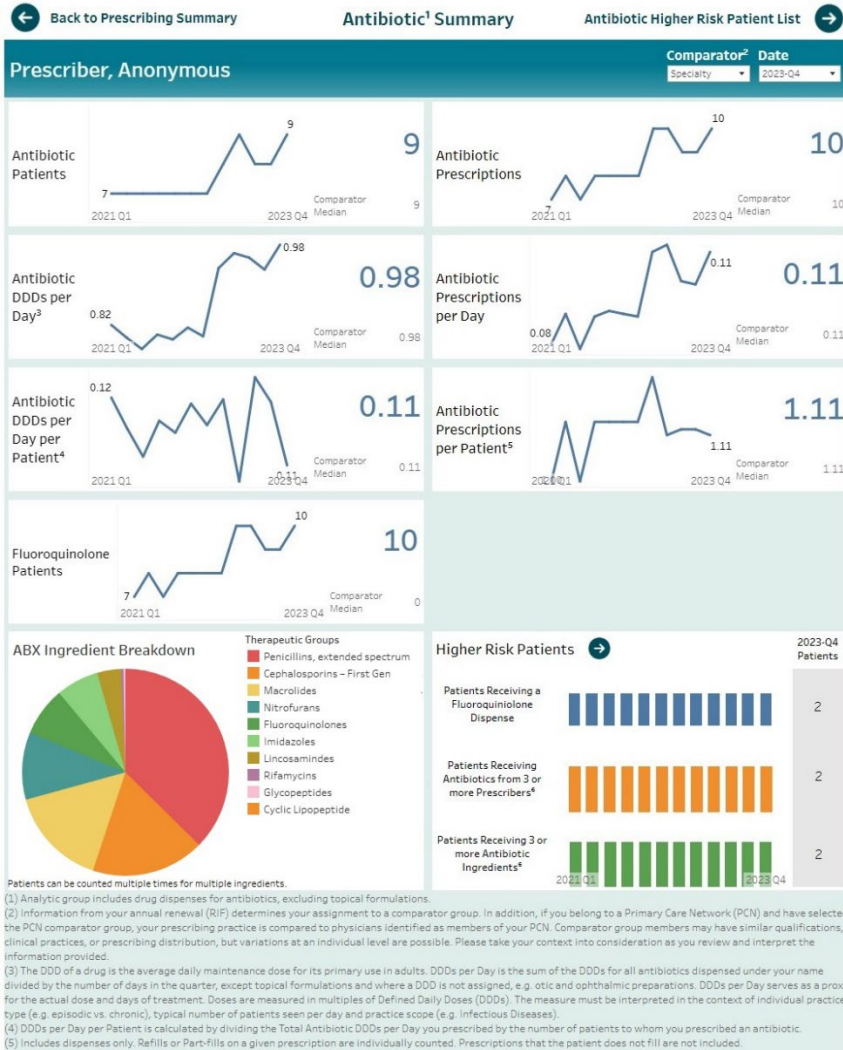 Back to Prescribing Summary
Antibiotic¹ Summary
Antibiotic Higher Risk Patient List
Prescriber, Anonymous
Comparator² Date
Specialty 2023-Q4
Antibiotic
Patients
7
9
2021 Q1
2023 Q4
9
Comparator
Median
9
Antibiotic
Prescriptions
7
10
2021 Q1
2023 Q4
10
Comparator
Median
10
Antibiotic
DDDs per
Day³
0.82
0.98
2021 Q1
2023 Q4
0.98
Comparator
Median
0.98
Antibiotic
Prescriptions
per Day
0.08
0.11
2021 Q1
2023 Q4
0.11
Comparator
Median
0.11
Antibiotic
DDDs per
Day per
Patient⁴
0.12
0.11
2021 Q1
2023 Q4
0.11
Comparator
Median
0.11
Antibiotic
Prescriptions
per Patient⁵
1.11
2023 Q4
1.11
Comparator
Median
1.11
Fluoroquinolone
Patients
7
10
2021 Q1
2023 Q4
10
Comparator
Median
0
ABX Ingredient Breakdown
Therapeutic Groups
Penicillins, extended spectrum
Cephalosporins – First Gen
Macrolides
Nitrofurans
Fluoroquinolones
Imidazoles
Lincosamindes
Rifamycins
Glycopeptides
Cyclic Lipopeptide
Patients can be counted multiple times for multiple ingredients.
Higher Risk Patients
2023-Q4
Patients
Patients Receiving a
Fluoroquiniolone
Dispense
2
Patients Receiving
Antibiotics from 3 or
more Prescribers⁶
2
Patients Receiving 3 or
more Antibiotic
Ingredients⁶
2
2021 Q1
2023 Q4
(1) Analytic group includes drug dispenses for antibiotics, excluding topical formulations.
(2) Information from your annual renewal (RIF) determines your assignment to a comparator group. In addition, if you belong to a Primary Care Network (PCN) and have selecte
the PCN comparator group, your prescribing practice is compared to physicians identified as members of your PCN. Comparator group members may have similar qualifications,
clinical practices, or prescribing distribution, but variations at an individual level are possible. Please take your context into consideration as you review and interpret the
information provided.
(3) The DDD of a drug is the average daily maintenance dose for its primary use in adults. DDDs per Day is the sum of the DDDs for all antibiotics dispensed under your name
divided by the number of days in the quarter, except topical formulations and where a DDD is not assigned, e.g. otic and ophthalmic preparations. DDDs per Day serves as a prox
for the actual dose and days of treatment. Doses are measured in multiples of Defined Daily Doses (DDDs). The measure must be interpreted in the context of individual practice
type (e.g. episodic vs. chronic), typical number of patients seen per day and practice scope (e.g. Infectious Diseases).
(4) DDDs per Day per Patient is calculated by dividing the Total Antibiotic DDDs per Day you prescribed by the number of patients to whom you prescribed an antibiotic.
(5) Includes dispenses only. Refills or Part-fills on a given prescription are individually counted. Prescriptions that the patient does not fill are not included.